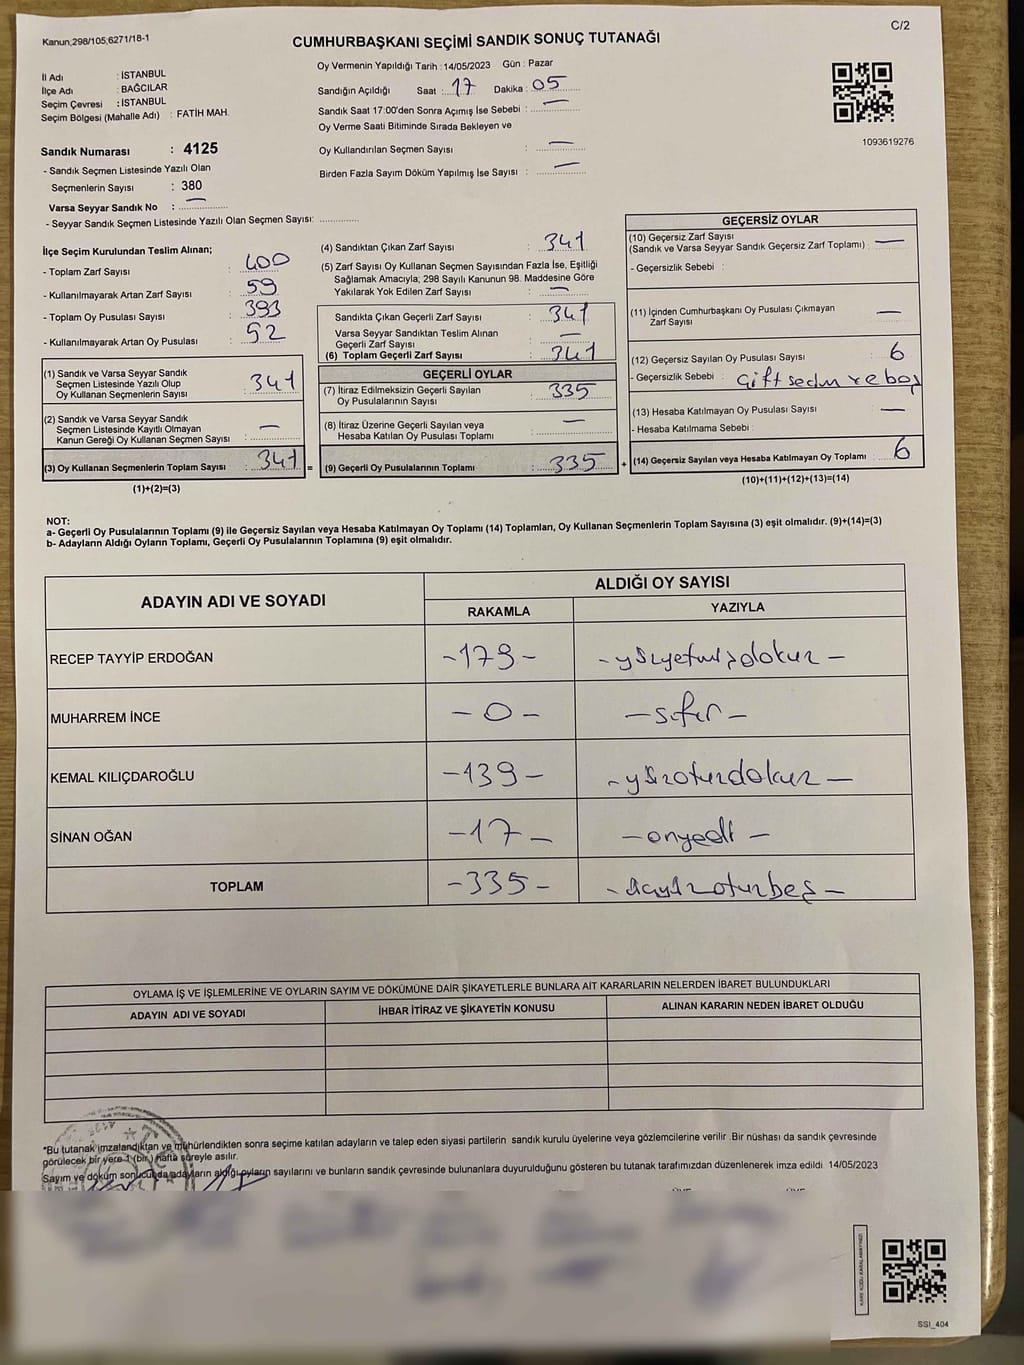 Kanun;298/105;6271/18-1
C/2
CUMHURBAŞKANI SEÇİMİ SANDIK SONUÇ TUTANAĞI
İl Adı : İSTANBUL
İlçe Adı : BAĞCILAR
Seçim Çevresi : İSTANBUL
Seçim Bölgesi (Mahalle Adı) : FATİH MAH.
Sandık Numarası : 4125
- Sandık Seçmen Listesinde Yazılı Olan
Seçmenlerin Sayısı : 380
Varsa Seyyar Sandık No : —
- Seyyar Sandık Seçmen Listesinde Yazılı Olan Seçmen Sayısı: ..............
Oy Vermenin Yapıldığı Tarih : 14/05/2023 Gün : Pazar
Sandığın Açıldığı Saat : 17 Dakika : 05
Sandık Saat 17:00'den Sonra Açımış İse Sebebi : —
Oy Verme Saati Bitiminde Sırada Bekleyen ve
Oy Kullandırılan Seçmen Sayısı : —
Birden Fazla Sayım Döküm Yapılmış İse Sayısı : —
1093619276
İlçe Seçim Kurulundan Teslim Alınan;
- Toplam Zarf Sayısı : 400
- Kullanılmayarak Artan Zarf Sayısı : 59
- Toplam Oy Pusulası Sayısı : 393
- Kullanılmayarak Artan Oy Pusulası : 52
(1) Sandık ve Varsa Seyyar Sandık
Seçmen Listesinde Yazılı Olup
Oy Kullanan Seçmenlerin Sayısı : 341
(2) Sandık ve Varsa Seyyar Sandık
Seçmen Listesinde Kayıtlı Olmayan
Kanun Gereği Oy Kullanan Seçmen Sayısı : —
(3) Oy Kullanan Seçmenlerin Toplam Sayısı : 341 =
(1)+(2)=(3)
(4) Sandıktan Çıkan Zarf Sayısı : 341
(5) Zarf Sayısı Oy Kullanan Seçmen Sayısından Fazla İse, Eşitliği
Sağlamak Amacıyla; 298 Sayılı Kanunun 98. Maddesine Göre
Yakılarak Yok Edilen Zarf Sayısı : —
Sandıkta Çıkan Geçerli Zarf Sayısı : 341
Varsa Seyyar Sandıktan Teslim Alınan
Geçerli Zarf Sayısı : —
(6) Toplam Geçerli Zarf Sayısı : 341
GEÇERLİ OYLAR
(7) İtiraz Edilmeksizin Geçerli Sayılan
Oy Pusulalarının Sayısı : 335
(8) İtiraz Üzerine Geçerli Sayılan veya
Hesaba Katılan Oy Pusulası Toplamı : —
(9) Geçerli Oy Pusulalarının Toplamı : 335 +
GEÇERSİZ OYLAR
(10) Geçersiz Zarf Sayısı
(Sandık ve Varsa Seyyar Sandık Geçersiz Zarf Toplamı) : —
- Geçersizlik Sebebi :
(11) İçinden Cumhurbaşkanı Oy Pusulası Çıkmayan
Zarf Sayısı : —
(12) Geçersiz Sayılan Oy Pusulası Sayısı : 6
- Geçersizlik Sebebi : Çift seçim ve boş
(13) Hesaba Katılmayan Oy Pusulası Sayısı : —
- Hesaba Katılmama Sebebi :
(14) Geçersiz Sayılan veya Hesaba Katılmayan Oy Toplamı : 6
(10)+(11)+(12)+(13)=(14)
NOT:
a- Geçerli Oy Pusulalarının Toplamı (9) ile Geçersiz Sayılan veya Hesaba Katılmayan Oy Toplamı (14) Toplamları, Oy Kullanan Seçmenlerin Toplam Sayısına (3) eşit olmalıdır. (9)+(14)=(3)
b- Adayların Aldığı Oyların Toplamı, Geçerli Oy Pusulalarının Toplamına (9) eşit olmalıdır.
ADAYIN ADI VE SOYADI
ALDIĞI OY SAYISI
RAKAMLA YAZIYLA
RECEP TAYYİP ERDOĞAN -179- -yüzyetmişdokuz-
MUHARREM İNCE -0- -sıfır-
KEMAL KILIÇDAROĞLU -139- -yüzotuzdokuz-
SİNAN OĞAN -17- -onyedi-
TOPLAM -335- -üçyüzotuzbeş-
OYLAMA İŞ VE İŞLEMLERİNE VE OYLARIN SAYIM VE DÖKÜMÜNE DAİR ŞİKAYETLERLE BUNLARA AİT KARARLARIN NELERDEN İBARET BULUNDUKLARI
ADAYIN ADI VE SOYADI İHBAR İTİRAZ VE ŞİKAYETİN KONUSU ALINAN KARARIN NEDEN İBARET OLDUĞU
*Bu tutanak imzalandıktan ve mühürlendikten sonra seçime katılan adayların ve talep eden siyasi partilerin sandık kurulu üyelerine veya gözlemcilerine verilir. Bir nüshası da sandık çevresinde
görülecek bir yere 1 (bir) hafta süreyle asılır.
Sayım ve döküm sonucunda adayların aldığı oyların sayılarını ve bunların sandık çevresinde bulunanlara duyurulduğunu gösteren bu tutanak tarafımızdan düzenlenerek imza edildi. 14/05/2023
KARE KODU KARALAMAYINIZ!
SSI_404